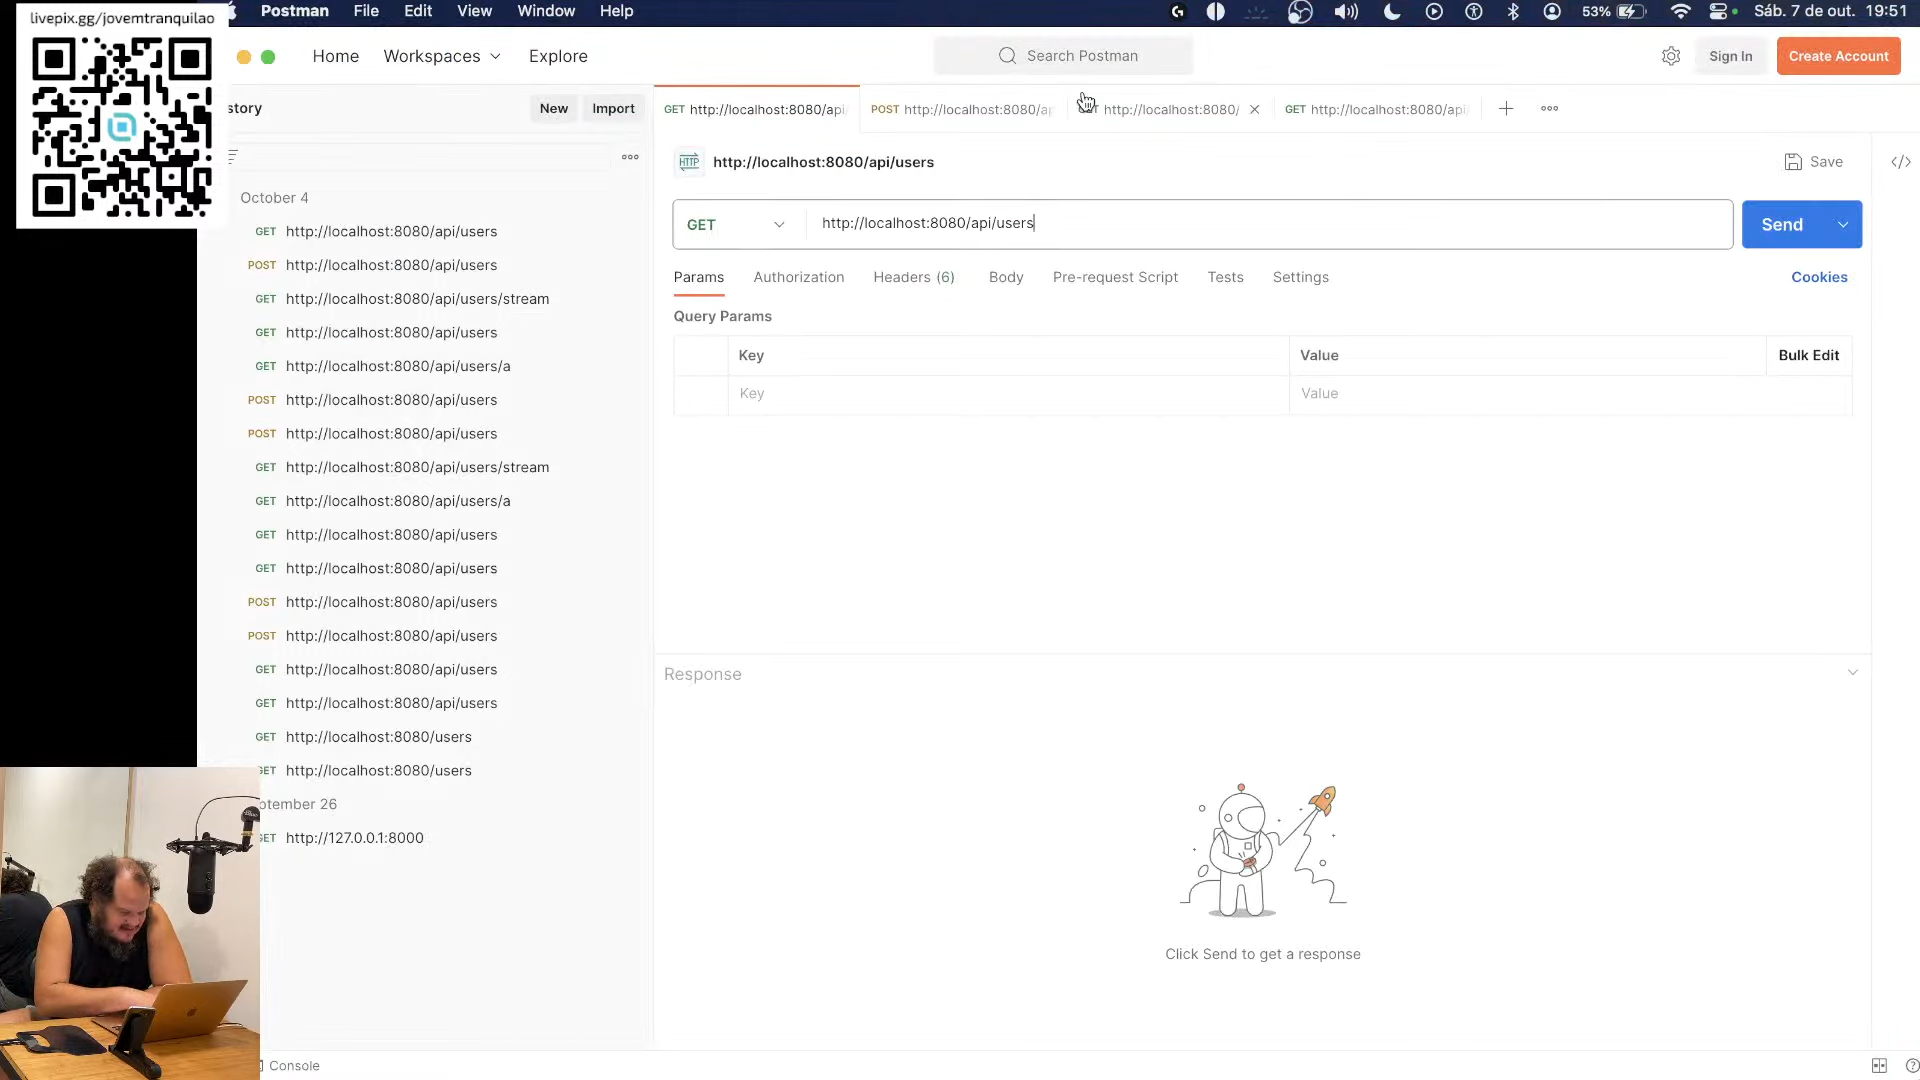 livepix.gg/jovemtranquilao
Postman File Edit View Window Help
53% Sáb. 7 de out. 19:51
Home Workspaces Explore
Search Postman
Sign In
Create Account
story
New
Import
GET http://localhost:8080/api
POST http://localhost:8080/ap
http://localhost:8080/
GET http://localhost:8080/api
HTTP http://localhost:8080/api/users
Save
October 4
GET http://localhost:8080/api/users
POST http://localhost:8080/api/users
GET http://localhost:8080/api/users/stream
GET http://localhost:8080/api/users
GET http://localhost:8080/api/users/a
POST http://localhost:8080/api/users
POST http://localhost:8080/api/users
GET http://localhost:8080/api/users/stream
GET http://localhost:8080/api/users/a
GET http://localhost:8080/api/users
GET http://localhost:8080/api/users
POST http://localhost:8080/api/users
POST http://localhost:8080/api/users
GET http://localhost:8080/api/users
GET http://localhost:8080/api/users
GET http://localhost:8080/users
GET http://localhost:8080/users
ptember 26
GET http://127.0.0.1:8000
GET http://localhost:8080/api/users
Send
Params Authorization Headers (6) Body Pre-request Script Tests Settings
Cookies
Query Params
Key Value Bulk Edit
Key Value
Response
Click Send to get a response
Console